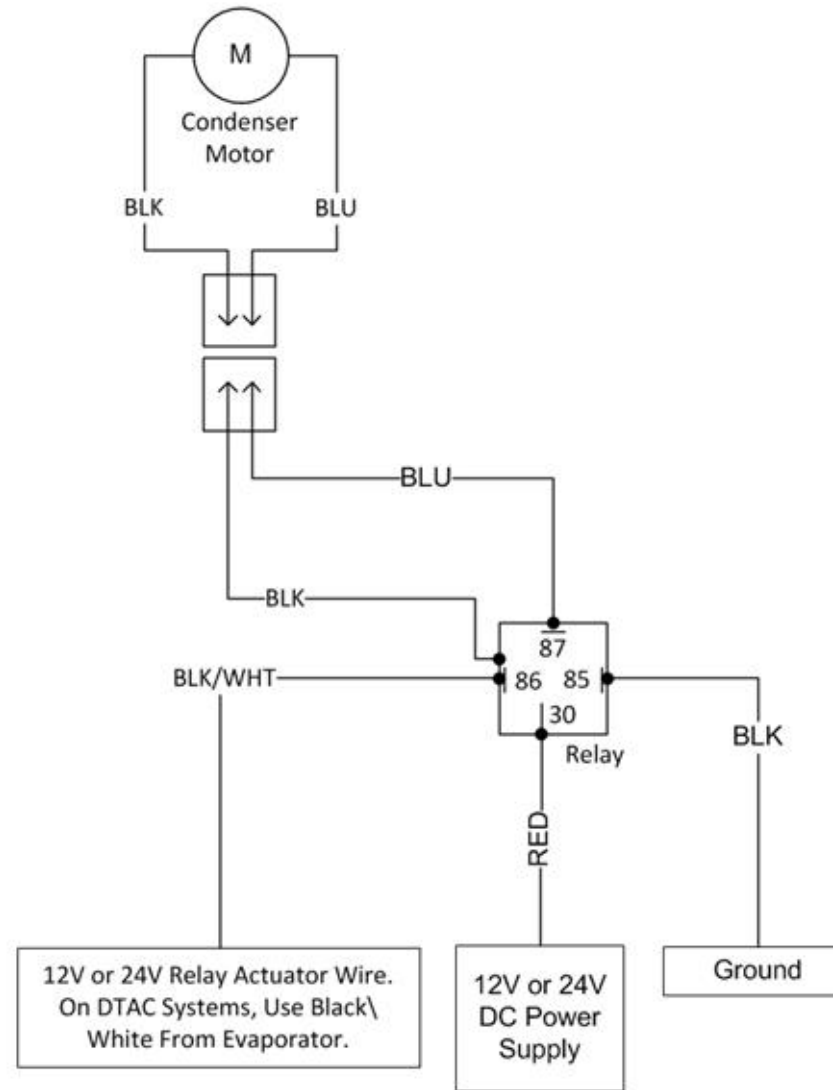 M
Condenser
Motor
BLK
BLU
BLU
BLK
BLK/WHT
87
86
85
30
Relay
BLK
RED
12V or 24V Relay Actuator Wire.
On DTAC Systems, Use Black\
White From Evaporator.
12V or 24V
DC Power
Supply
Ground